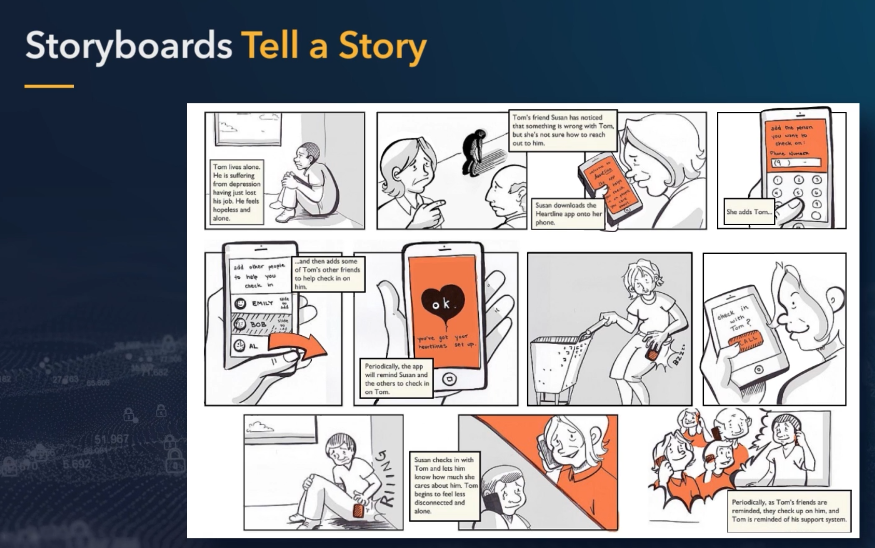 Storyboards Tell a Story
Tom lives alone.
He is suffering
from depression
having just lost
his job. He feels
hopeless and
alone.
Tom's friend Susan has noticed
that something is wrong with Tom,
but she's not sure how to reach
out to him.
Susan downloads the
Heartline app onto her
phone.
add the person
you want to
check on:
Phone number
She adds Tom...
add other people
to help you
check in
EMILY
BOB
AL
...and then adds some
of Tom's other friends
to help check in on
him.
ok.
you've got your
heartlines set up.
Periodically, the app
will remind Susan and
the others to check in
on Tom.
BZZZ
check in
with
Tom?
CALL
RIIING
Susan checks in with
Tom and lets him
know how much she
cares about him. Tom
begins to feel less
disconnected and
alone.
Periodically, as Tom's friends are
reminded, they check up on him, and
Tom is reminded of his support system.
51.967
5.692